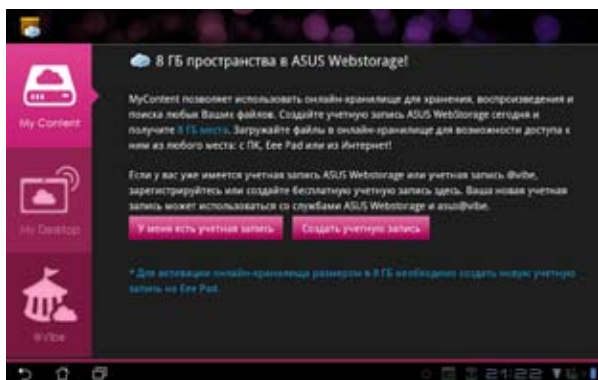 8 ГБ пространства в ASUS Webstorage!
MyContent позволяет использовать онлайн-хранилище для хранения, воспроизведения и
поиска любых Ваших файлов. Создайте учетную запись ASUS WebStorage сегодня и
получите 8 ГБ места. Загружайте файлы в онлайн-хранилище для возможности доступа к
ним из любого места: с ПК, Eee Pad или из Интернет!
My Content
Если у вас уже имеется учетная запись ASUS Webstorage или учетная запись @vibe,
зарегистрируйтесь или создайте бесплатную учетную запись здесь. Ваша новая учетная
запись может использоваться со службами ASUS Webstorage и asus@vibe.
My Desktop
У меня есть учетная запись Создать учетную запись
* Для активации онлайн-хранилища размером в 8 ГБ необходимо создать новую учетную
запись на Eee Pad.
@Vibe
21:22